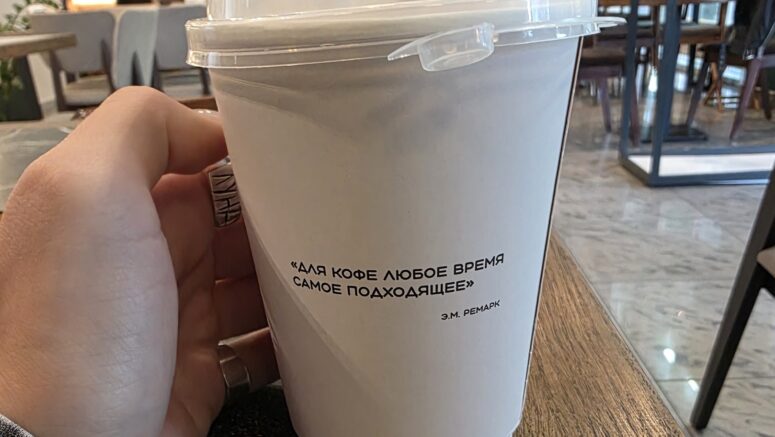 «ДЛЯ КОФЕ ЛЮБОЕ ВРЕМЯ
САМОЕ ПОДХОДЯЩЕЕ»
Э.М. РЕМАРК